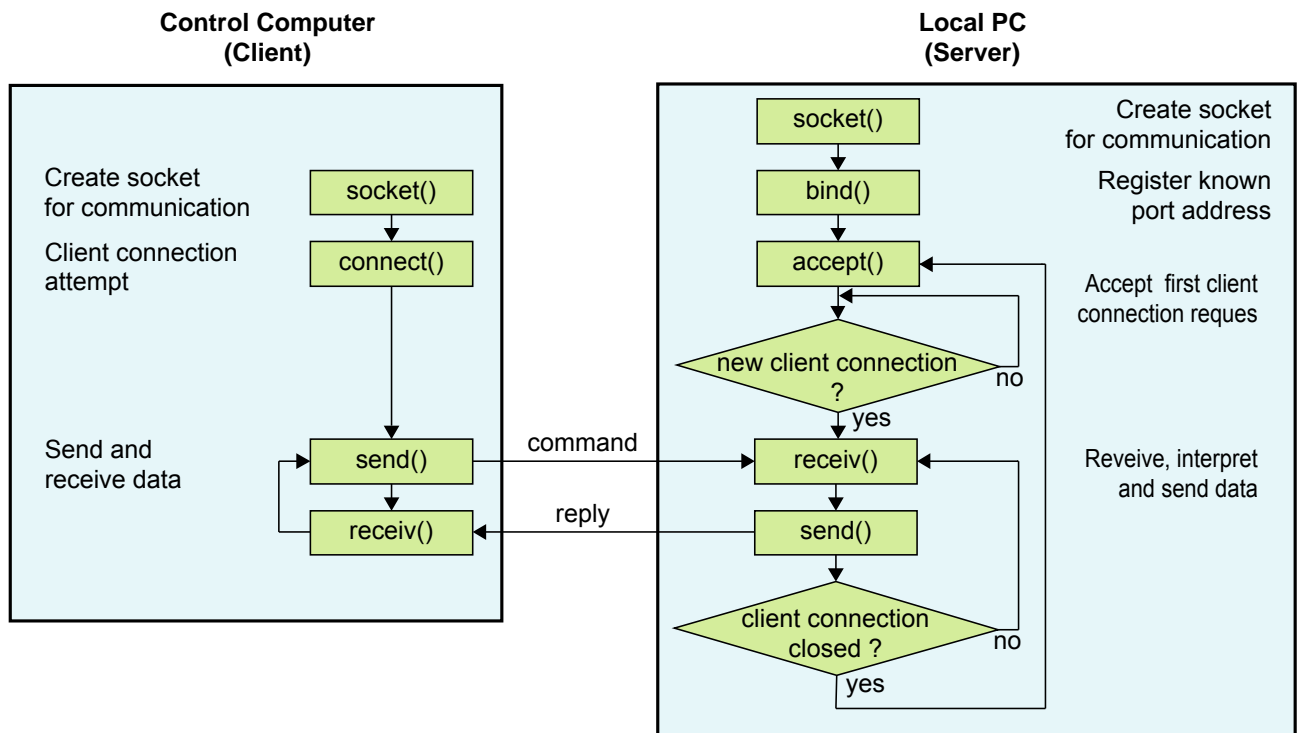 Control Computer
(Client)
Create socket
for communication
socket()
Client connection
attempt
connect()
Send and
receive data
send()
receiv()
command
reply
Local PC
(Server)
socket()
Create socket
for communication
bind()
Register known
port address
accept()
Accept first client
connection reques
new client connection
?
no
yes
receiv()
Reveive, interpret
and send data
send()
client connection
closed ?
no
yes